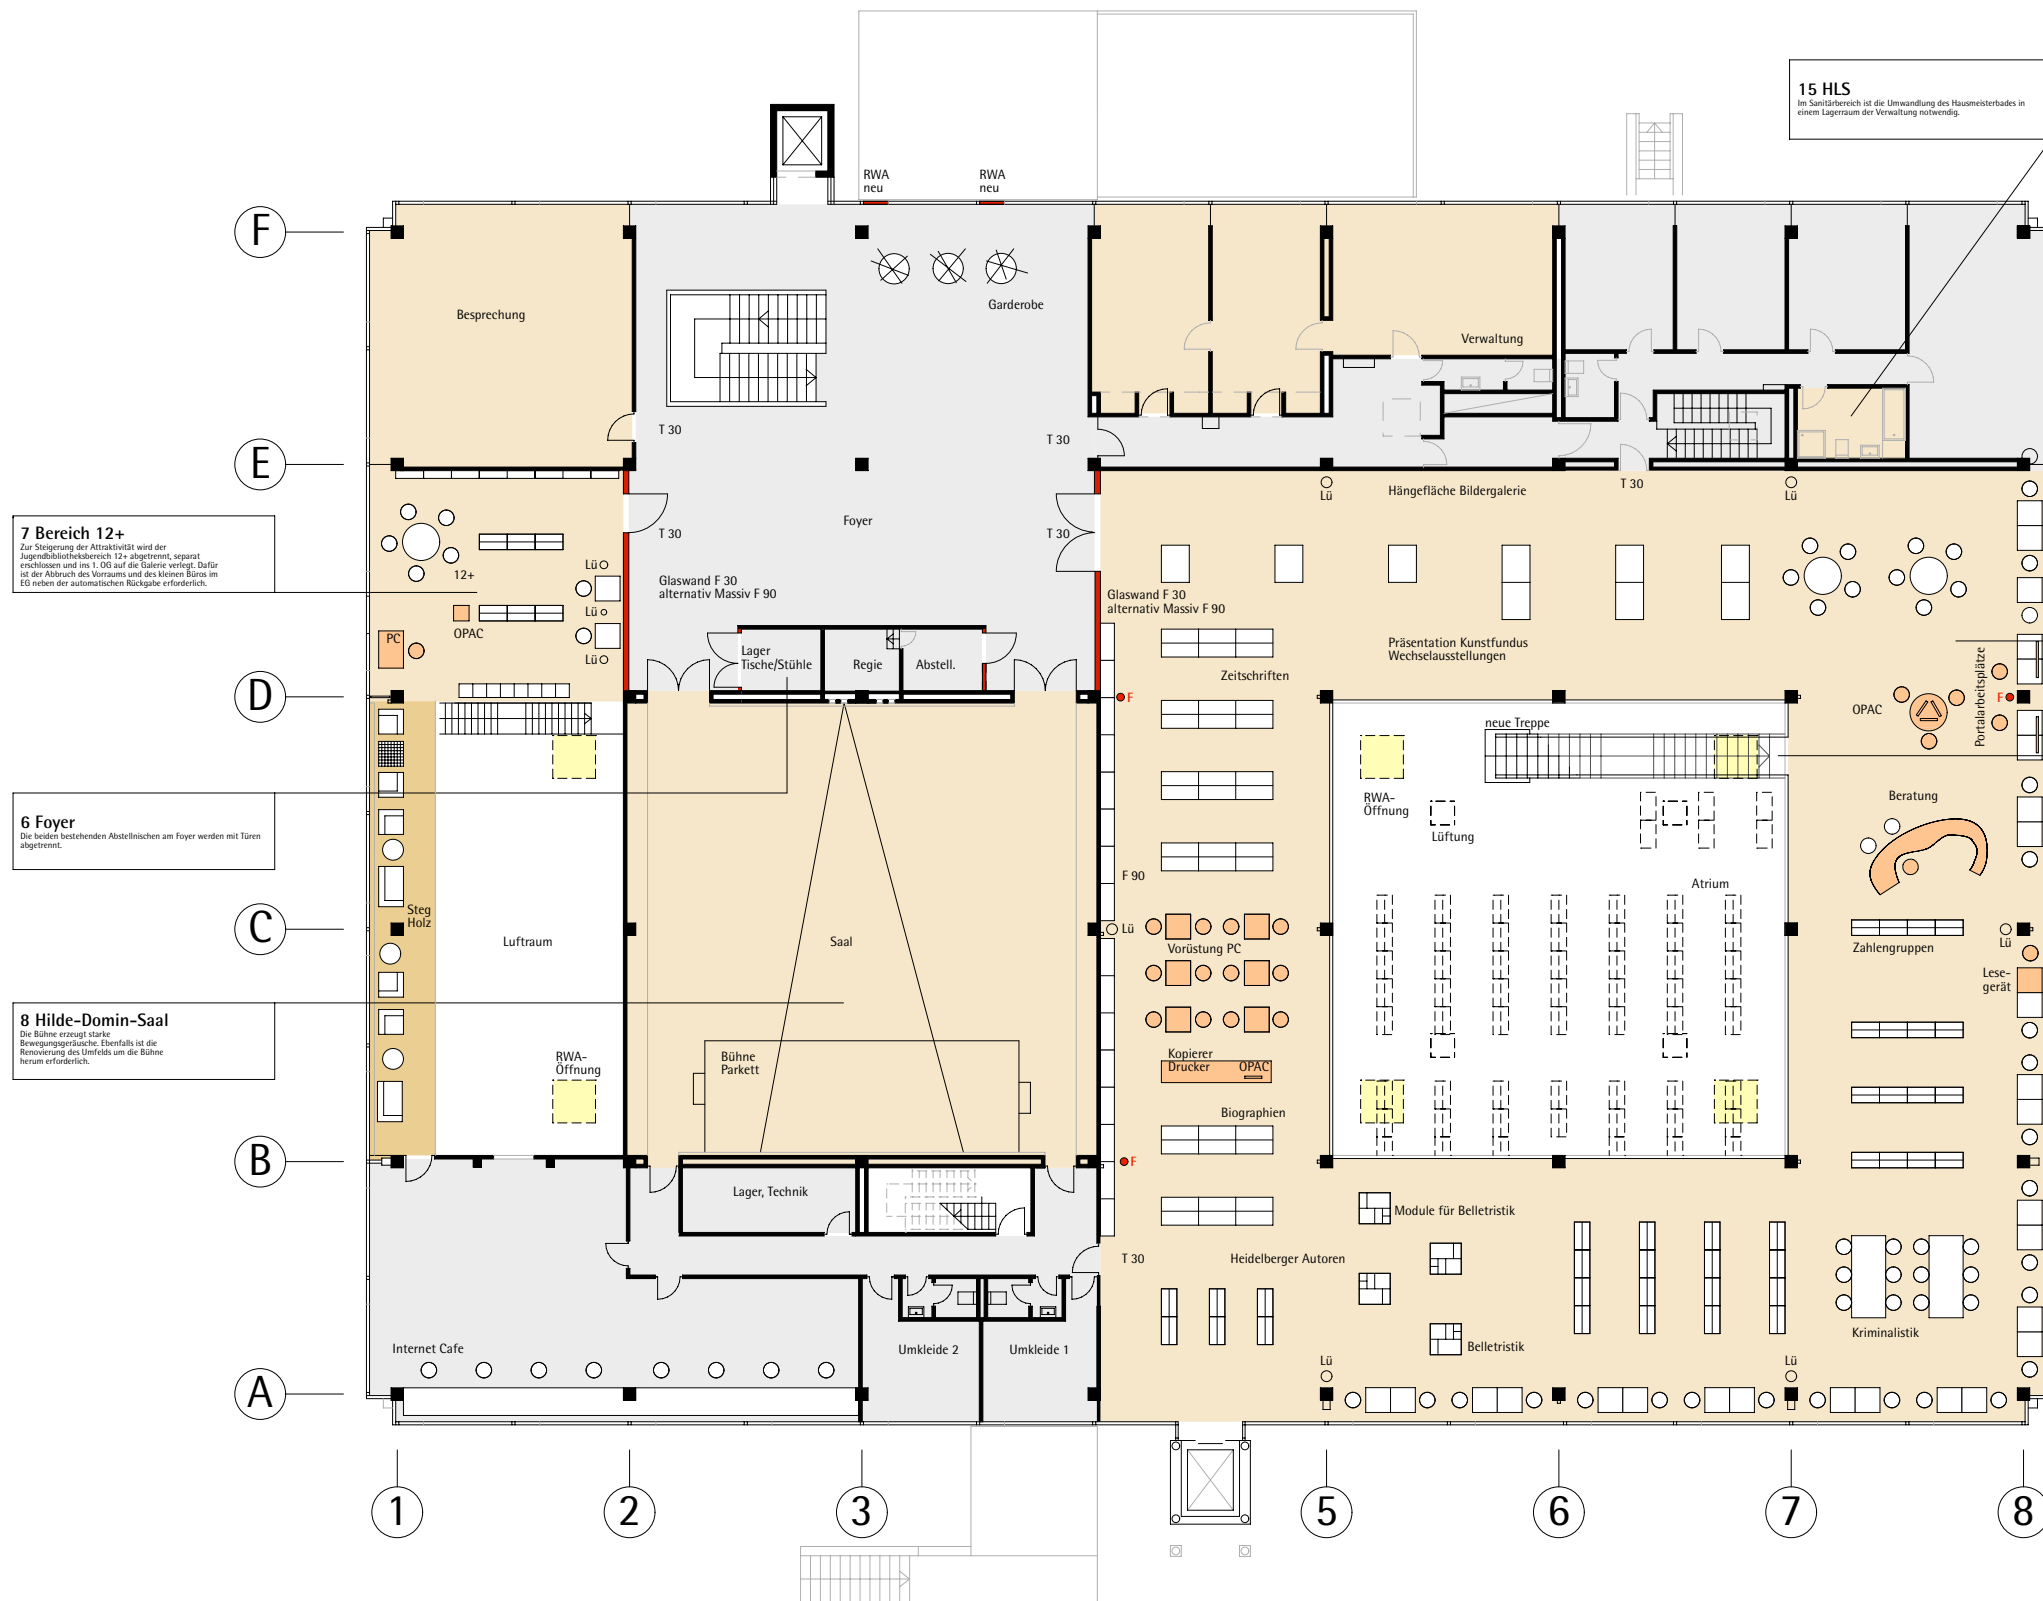 15 HLS
Im Sanitärbereich ist die Umwandlung des Hausmeisterbades in
einem Lagerraum der Verwaltung notwendig.
RWA
neu
RWA
neu
F
Besprechung
Garderobe
Verwaltung
T 30
T 30
E
Lü
Hängefläche Bildergalerie
T 30
Lü
7 Bereich 12+
Zur Steigerung der Attraktivität wird der
Jugendbibliotheksbereich 12+ abgetrennt, separat
erschlossen und ins 1. OG auf die Galerie verlegt. Dafür
ist der Abbruch des Vorraums und des kleinen Büros im
EG neben der automatischen Rückgabe erforderlich.
12+
Lü
Lü
Lü
PC
OPAC
T 30
Foyer
T 30
Glaswand F 30
alternativ Massiv F 90
Glaswand F 30
alternativ Massiv F 90
Lager
Tische/Stühle
Regie
Abstell.
Zeitschriften
Präsentation Kunstfundus
Wechselausstellungen
D
F
OPAC
Portalarbeitsplätze
F
neue Treppe
RWA-
Öffnung
Lüftung
Beratung
6 Foyer
Die beiden bestehenden Abstellnischen am Foyer werden mit Türen
abgetrennt.
F 90
Atrium
C
Steg
Holz
Luftraum
Saal
Lü
Vorüstung PC
Zahlengruppen
Lü
Lese-
gerät
8 Hilde-Domin-Saal
Die Bühne erzeugt starke
Bewegungsgeräusche. Ebenfalls ist die
Renovierung des Umfelds um die Bühne
herum erforderlich.
RWA-
Öffnung
Bühne
Parkett
Kopierer
Drucker
OPAC
Biographien
B
F
Lager, Technik
Module für Belletristik
T 30
Heidelberger Autoren
Internet Cafe
Umkleide 2
Umkleide 1
Belletristik
Kriminalistik
Lü
Lü
A
1
2
3
5
6
7
8